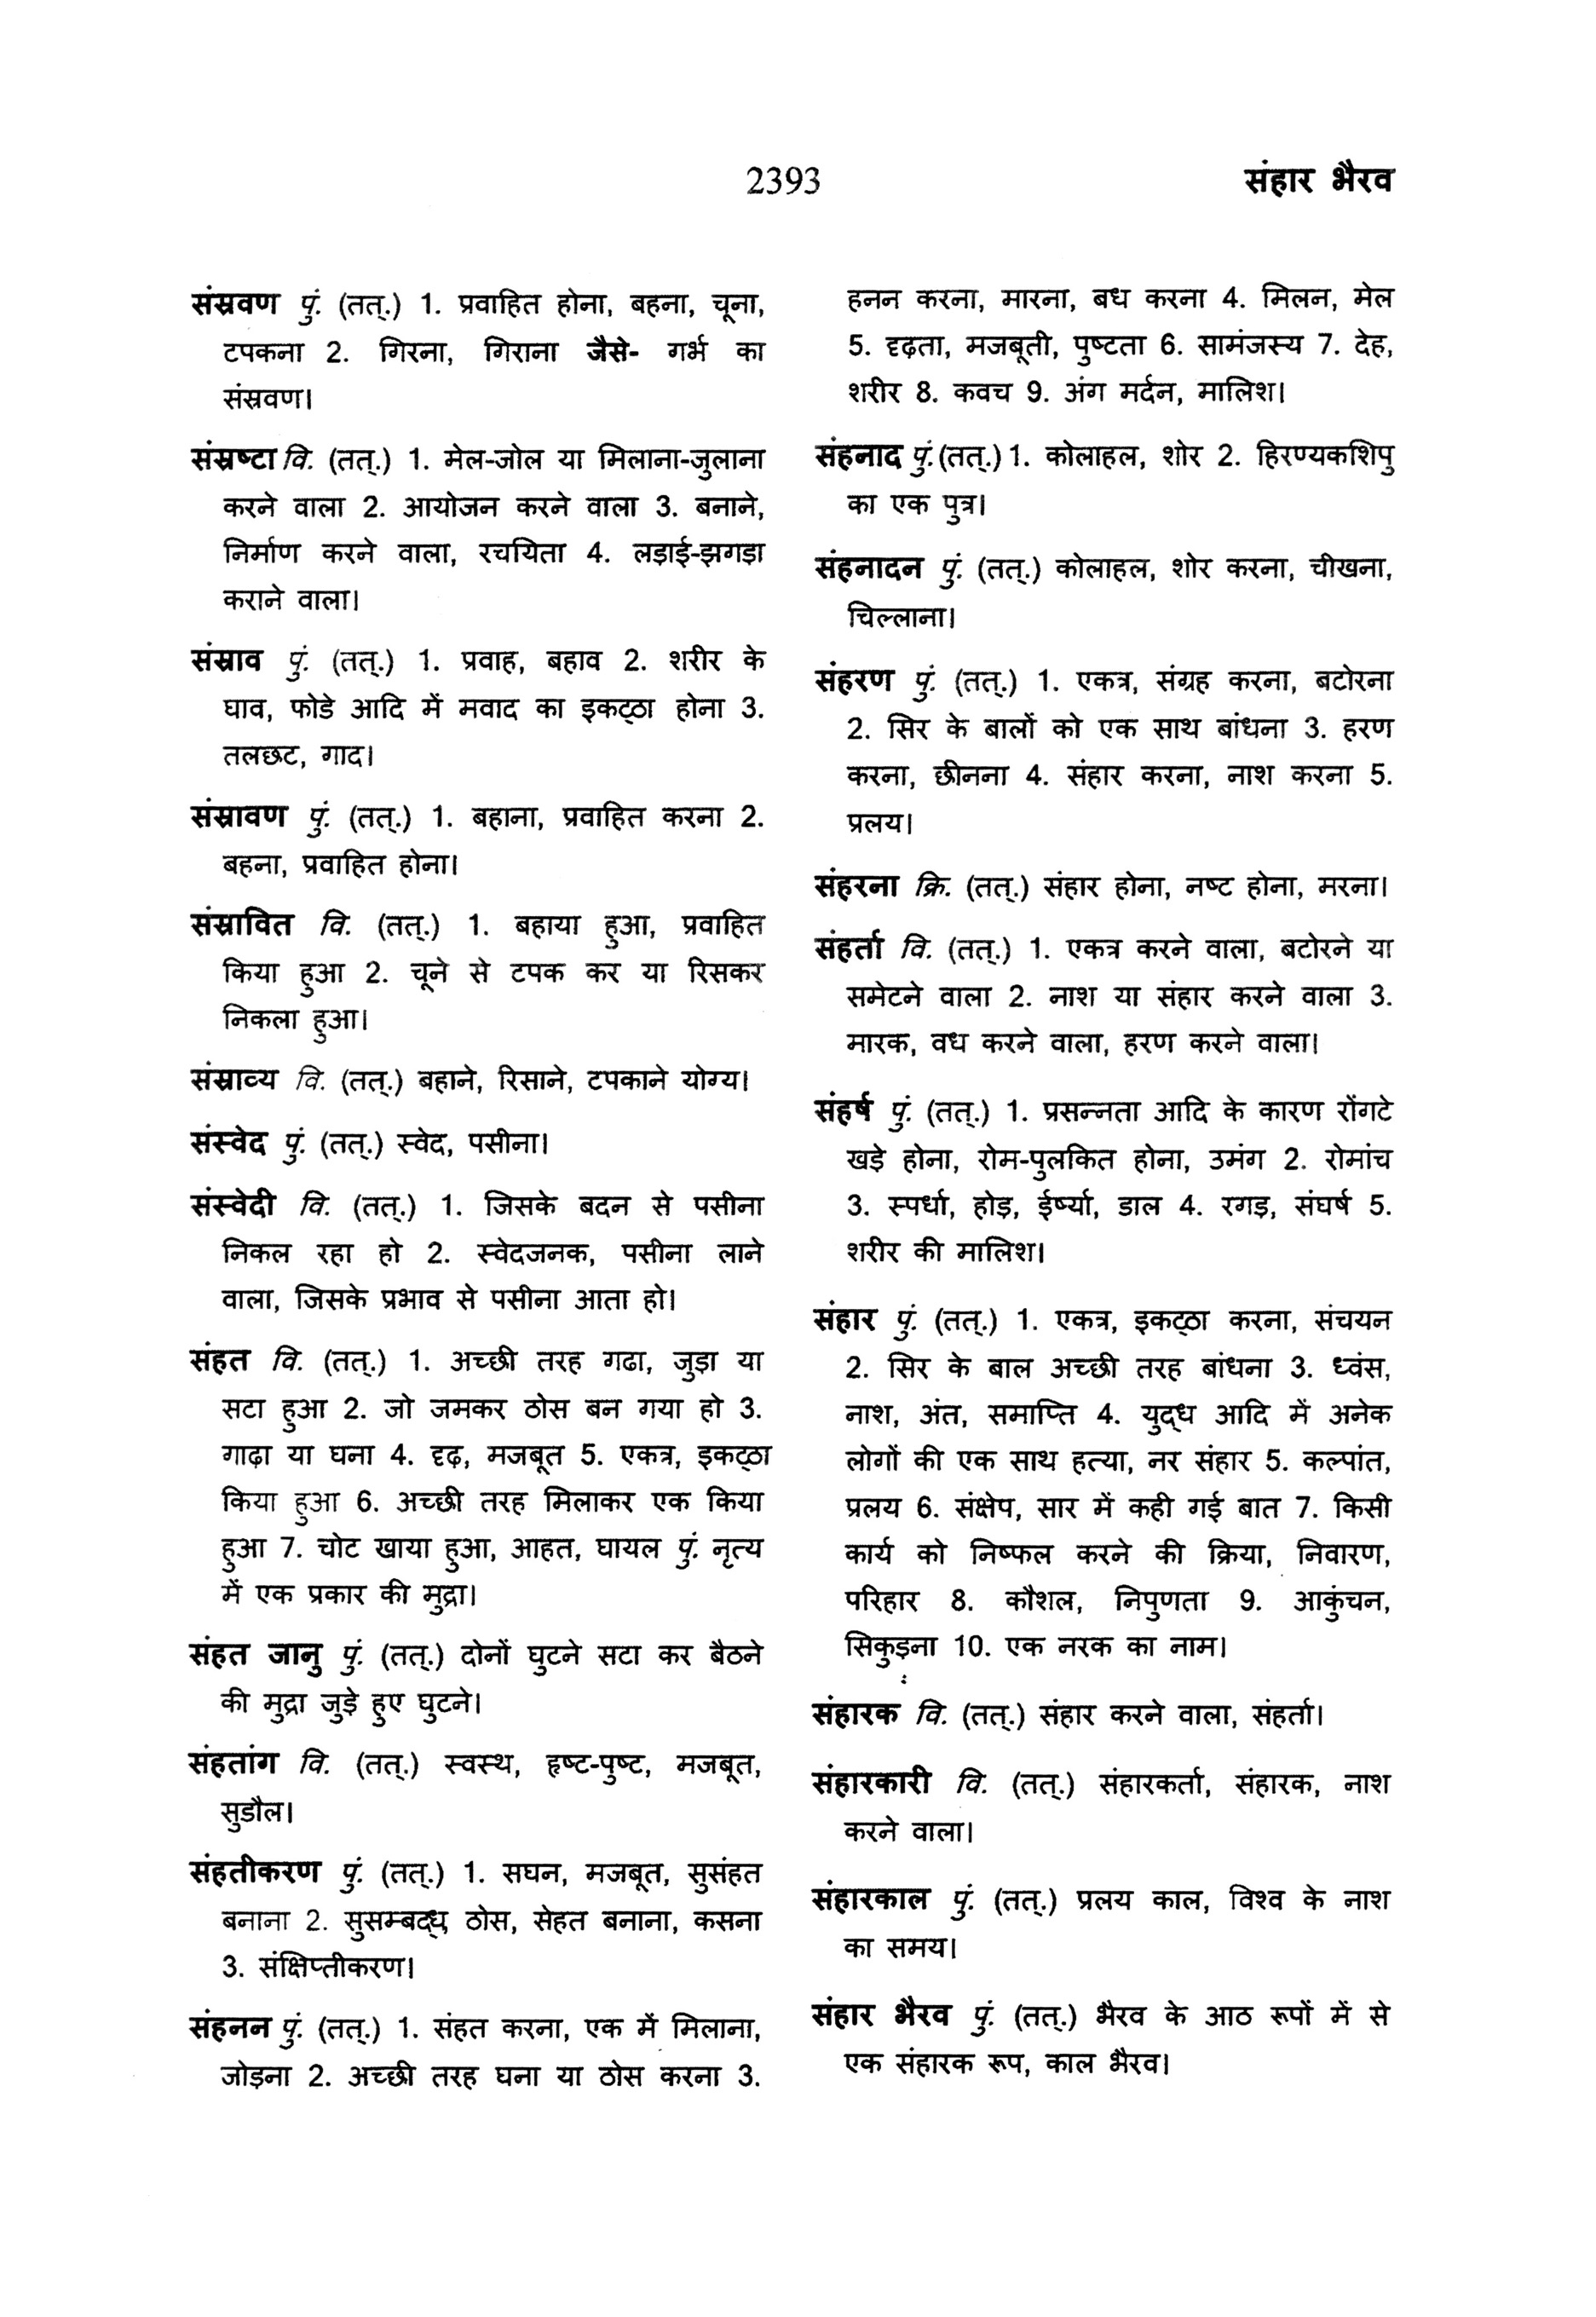 2393
संहार भैरव
संस्रवण पुं. (तत्.) 1. प्रवाहित होना, बहना, चूना,
टपकना 2. गिरना, गिराना जैसे- गर्भ का
संस्रवण।
संस्रष्टा वि. (तत्.) 1. मेल-जोल या मिलाना-जुलाना
करने वाला 2. आयोजन करने वाला 3. बनाने,
निर्माण करने वाला, रचयिता 4. लड़ाई-झगड़ा
कराने वाला।
संस्राव पुं. (तत्.) 1. प्रवाह, बहाव 2. शरीर के
घाव, फोडे आदि में मवाद का इकट्ठा होना 3.
तलछट, गाद।
संस्रावण पुं. (तत्.) 1. बहाना, प्रवाहित करना 2.
बहना, प्रवाहित होना।
संस्रावित वि. (तत्.) 1. बहाया हुआ, प्रवाहित
किया हुआ 2. चूने से टपक कर या रिसकर
निकला हुआ।
संस्राव्य वि. (तत्.) बहाने, रिसाने, टपकाने योग्य।
संस्वेद पुं. (तत्.) स्वेद, पसीना।
संस्वेदी वि. (तत्.) 1. जिसके बदन से पसीना
निकल रहा हो 2. स्वेदजनक, पसीना लाने
वाला, जिसके प्रभाव से पसीना आता हो।
संहत वि. (तत्.) 1. अच्छी तरह गढा, जुड़ा या
सटा हुआ 2. जो जमकर ठोस बन गया हो 3.
गाढ़ा या घना 4. दृढ़, मजबूत 5. एकत्र, इकट्ठा
किया हुआ 6. अच्छी तरह मिलाकर एक किया
हुआ 7. चोट खाया हुआ, आहत, घायल पुं. नृत्य
में एक प्रकार की मुद्रा।
संहत जानु पुं. (तत्.) दोनों घुटने सटा कर बैठने
की मुद्रा जुड़े हुए घुटने।
संहतांग वि. (तत्.) स्वस्थ, हृष्ट-पुष्ट, मजबूत,
सुडौल।
संहतीकरण पुं. (तत्.) 1. सघन, मजबूत, सुसंहत
बनाना 2. सुसम्बद्ध, ठोस, सेहत बनाना, कसना
3. संक्षिप्तीकरण।
संहनन पुं. (तत्.) 1. संहत करना, एक में मिलाना,
जोड़ना 2. अच्छी तरह घना या ठोस करना 3.
हनन करना, मारना, बध करना 4. मिलन, मेल
5. दृढ़ता, मजबूती, पुष्टता 6. सामंजस्य 7. देह,
शरीर 8. कवच 9. अंग मर्दन, मालिश।
संहनाद पुं.(तत्.) 1. कोलाहल, शोर 2. हिरण्यकशिपु
का एक पुत्र।
संहनादन पुं. (तत्.) कोलाहल, शोर करना, चीखना,
चिल्लाना।
संहरण पुं. (तत्.) 1. एकत्र, संग्रह करना, बटोरना
2. सिर के बालों को एक साथ बांधना 3. हरण
करना, छीनना 4. संहार करना, नाश करना 5.
प्रलय।
संहरना क्रि. (तत्.) संहार होना, नष्ट होना, मरना।
संहर्ता वि. (तत्.) 1. एकत्र करने वाला, बटोरने या
समेटने वाला 2. नाश या संहार करने वाला 3.
मारक, वध करने वाला, हरण करने वाला।
संहर्ष पुं. (तत्.) 1. प्रसन्नता आदि के कारण रोंगटे
खड़े होना, रोम-पुलकित होना, उमंग 2. रोमांच
3. स्पर्धा, होड़, ईर्ष्या, डाल 4. रगड़, संघर्ष 5.
शरीर की मालिश।
संहार पुं. (तत्.) 1. एकत्र, इकट्ठा करना, संचयन
2. सिर के बाल अच्छी तरह बांधना 3. ध्वंस,
नाश, अंत, समाप्ति 4. युद्ध आदि में अनेक
लोगों की एक साथ हत्या, नर संहार 5. कल्पांत,
प्रलय 6. संक्षेप, सार में कही गई बात 7. किसी
कार्य को निष्फल करने की क्रिया, निवारण,
परिहार 8. कौशल, निपुणता 9. आकुंचन,
सिकुड़ना 10. एक नरक का नाम।
संहारक वि. (तत्.) संहार करने वाला, संहर्ता।
संहारकारी वि. (तत्.) संहारकर्ता, संहारक, नाश
करने वाला।
संहारकाल पुं. (तत्.) प्रलय काल, विश्व के नाश
का समय।
संहार भैरव पुं. (तत्.) भैरव के आठ रूपों में से
एक संहारक रूप, काल भैरव।